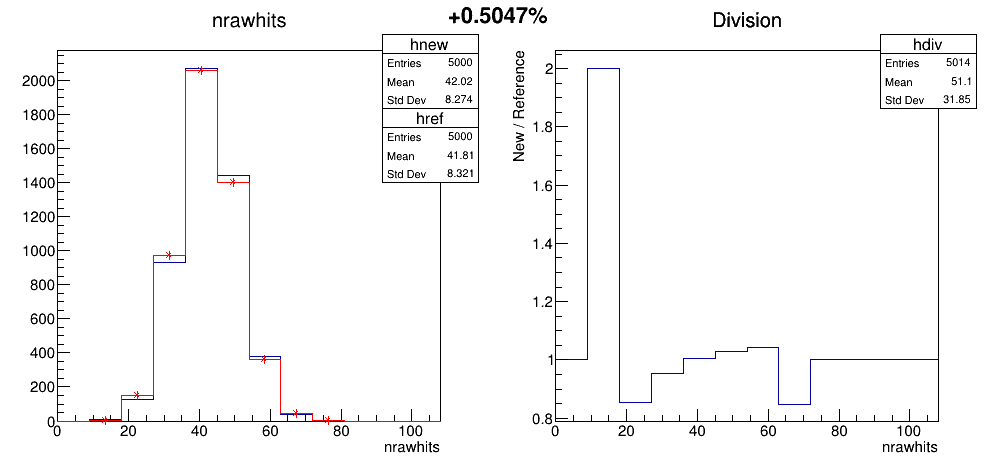 +0.5047%
nrawhits
hnew
Entries 5000
Mean 42.02
Std Dev 8.274
href
Entries 5000
Mean 41.81
Std Dev 8.321
2000
1800
1600
1400
1200
1000
800
600
400
200
0
0 20 40 60 80 100
nrawhits
Division
hdiv
Entries 5014
Mean 51.1
Std Dev 31.85
New / Reference
2
1.8
1.6
1.4
1.2
1
0.8
0 20 40 60 80 100
nrawhits